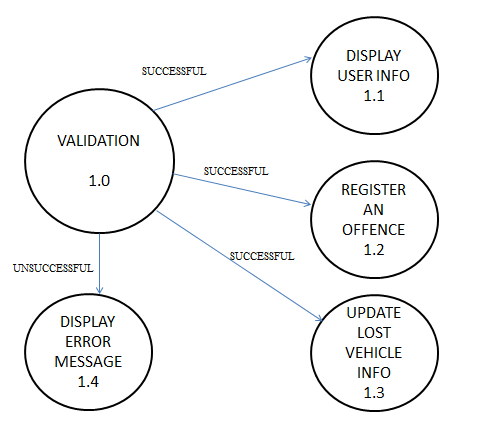 DISPLAY
USER INFO
1.1
SUCCESSFUL
VALIDATION
1.0
SUCCESSFUL
REGISTER
AN
OFFENCE
1.2
SUCCESSFUL
UNSUCCESSFUL
DISPLAY
ERROR
MESSAGE
1.4
UPDATE
LOST
VEHICLE
INFO
1.3